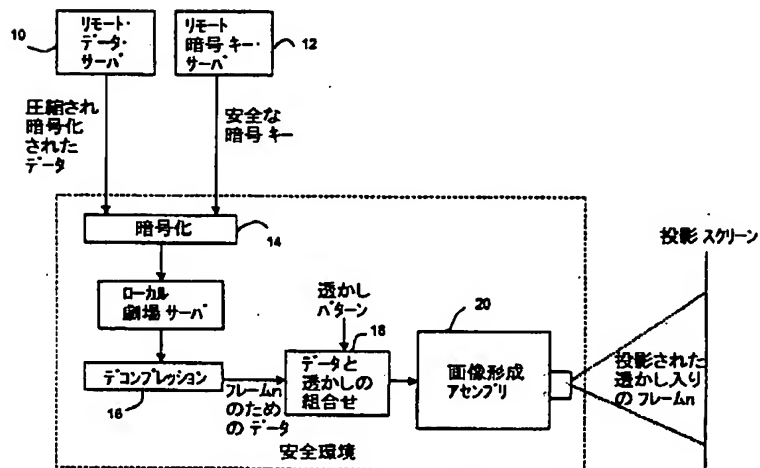 10
リモート・
データ・
サーバ
リモート
暗号キー・
サーバ
12
圧縮され
暗号化
された
データ
安全な
暗号キー
暗号化
14
ローカル
劇場サーバ
デコンプレッション
16
フレームn
のため
の データ
透かし
パターン
18
データと
透かしの
組合せ
20
画像形成
アセンブリ
投影 スクリーン
投影された
透かし入り
の フレームn
安全環境